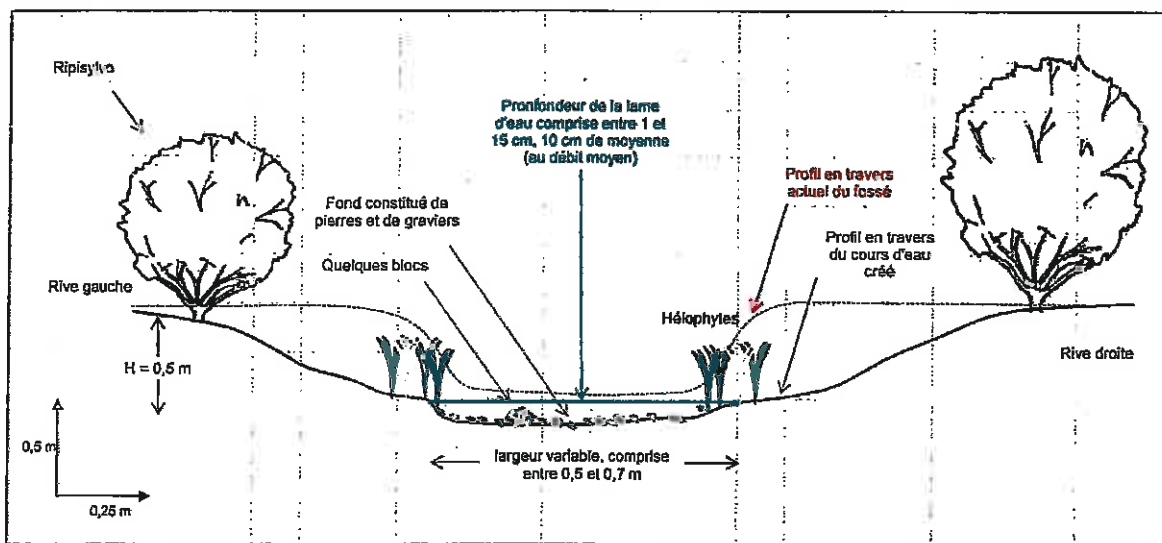 Ripisylve
Pronfondeur de la lame
d'eau comprise entre 1 et
15 cm, 10 cm de moyenne
(au débit moyen)
Profil en travers
actuel du fossé
Fond constitué de
pierres et de graviers
Profil en travers
du cours d'eau
créé
Quelques blocs
Rive gauche
Hélophytes
H = 0,5 m
Rive droite
0,5 m
largeur variable, comprise
entre 0,5 et 0,7 m
0,25 m